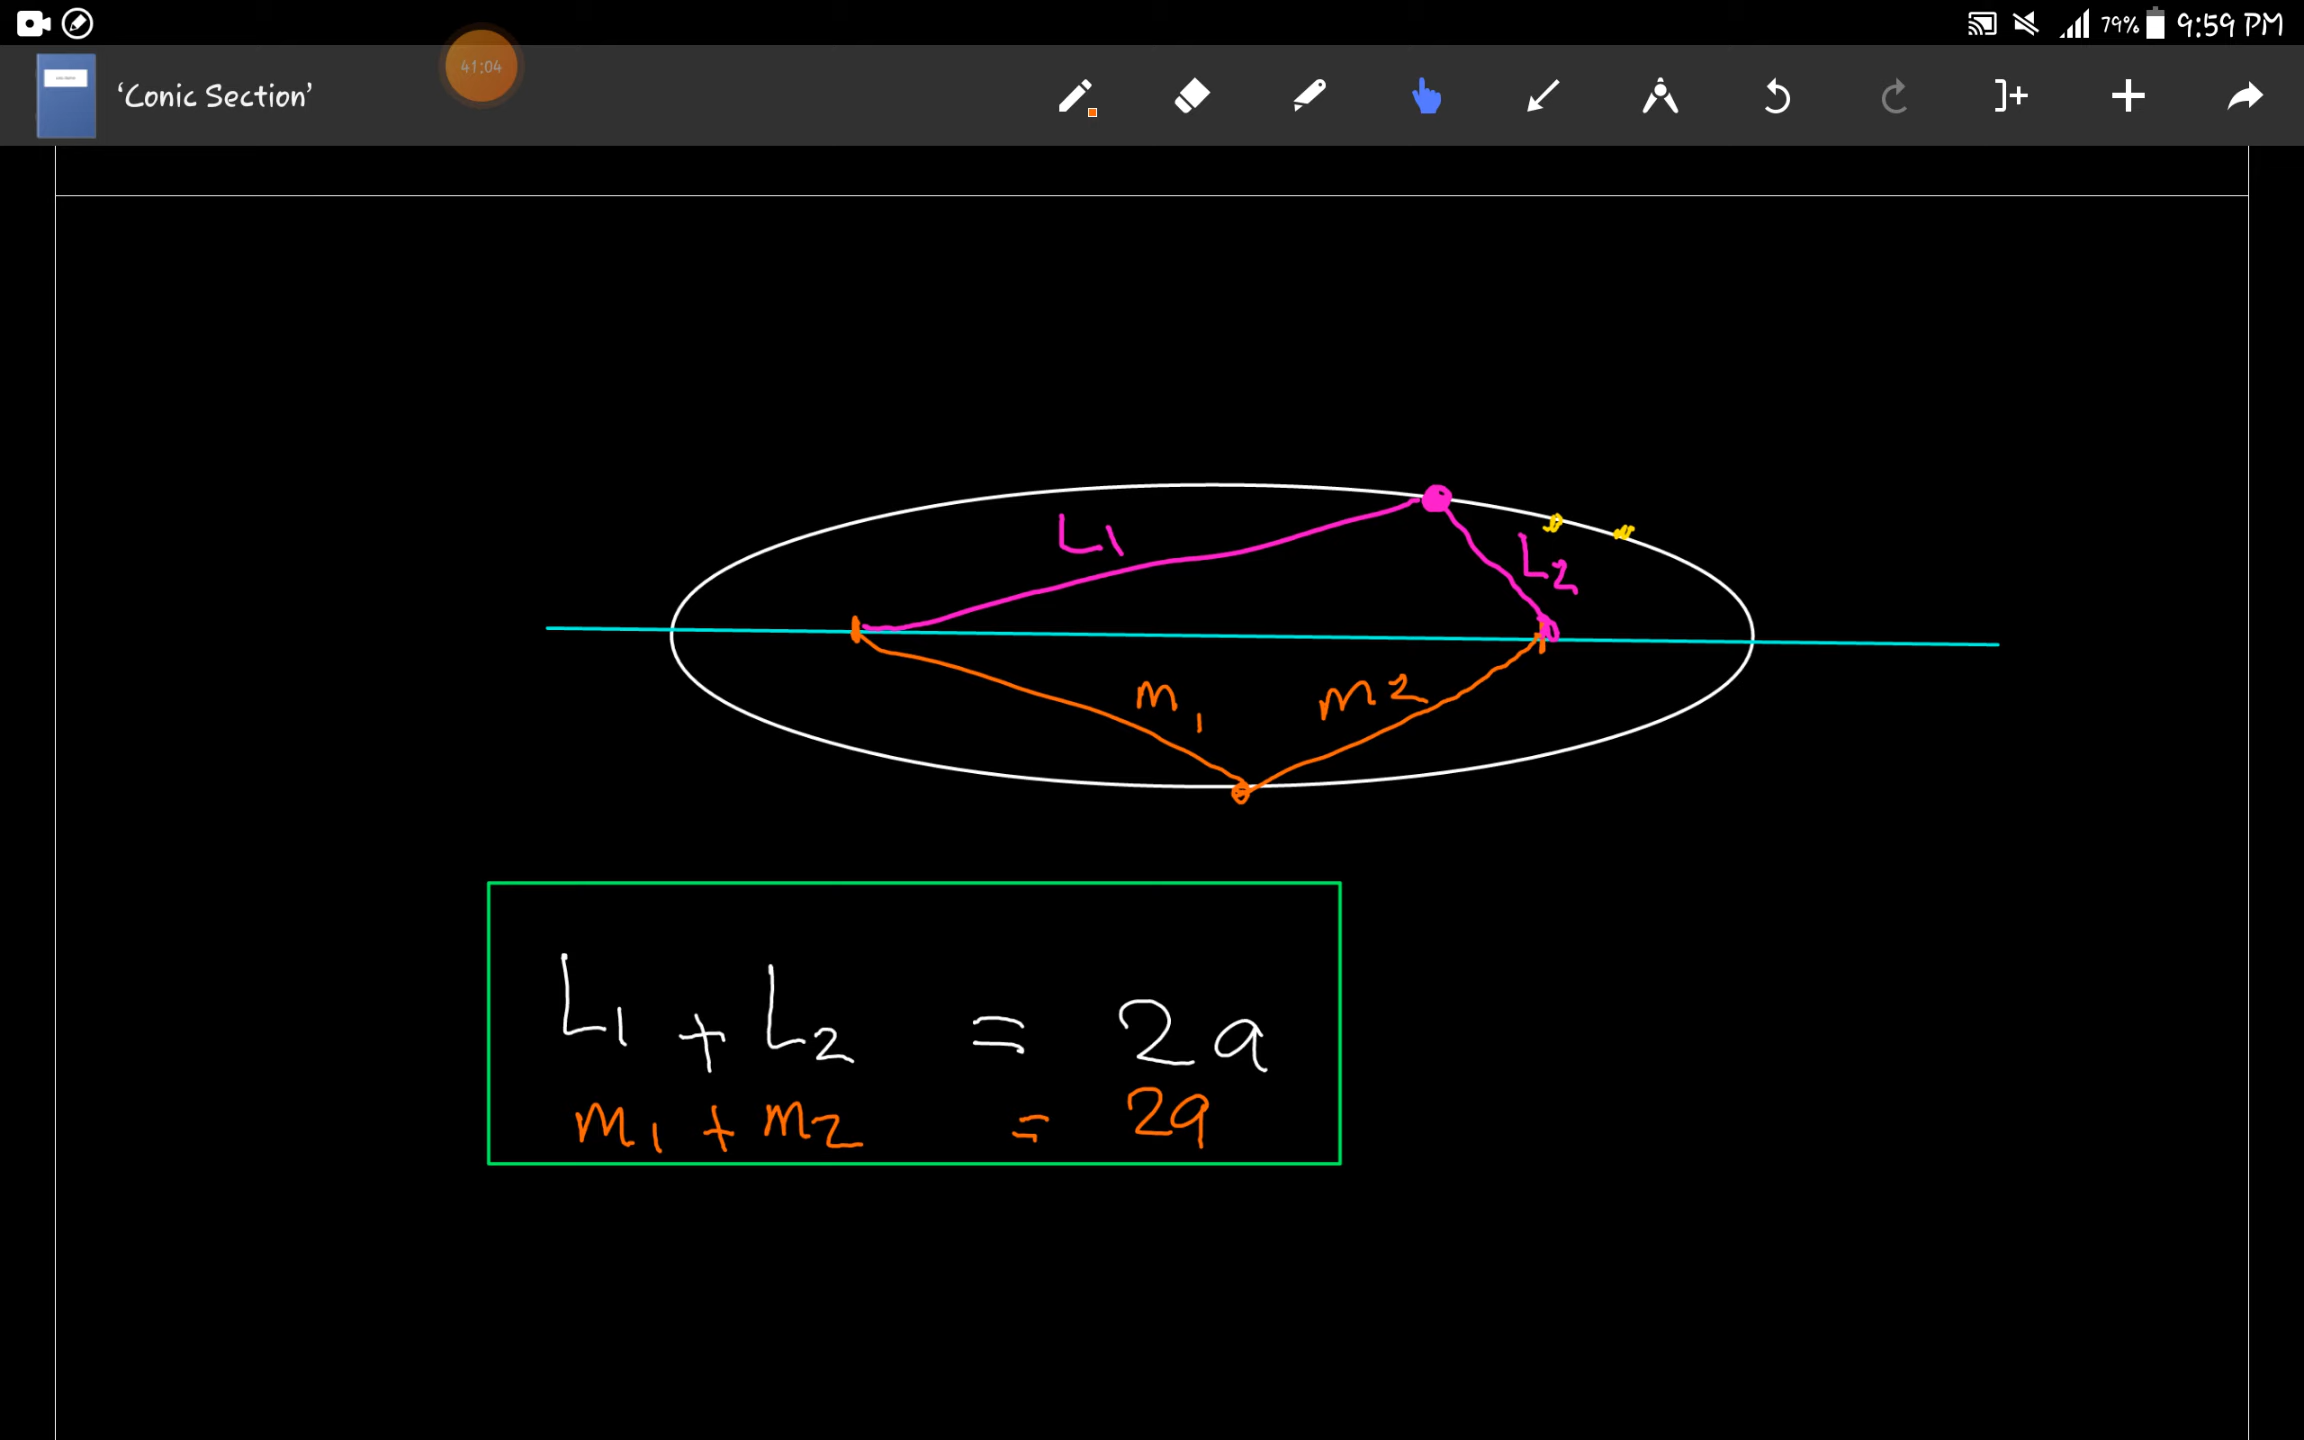 79% 9:59 PM
41:04
'Conic Section'
L1
L2
m1
m2
L1 + L2 = 2a
m1 + m2 = 2a